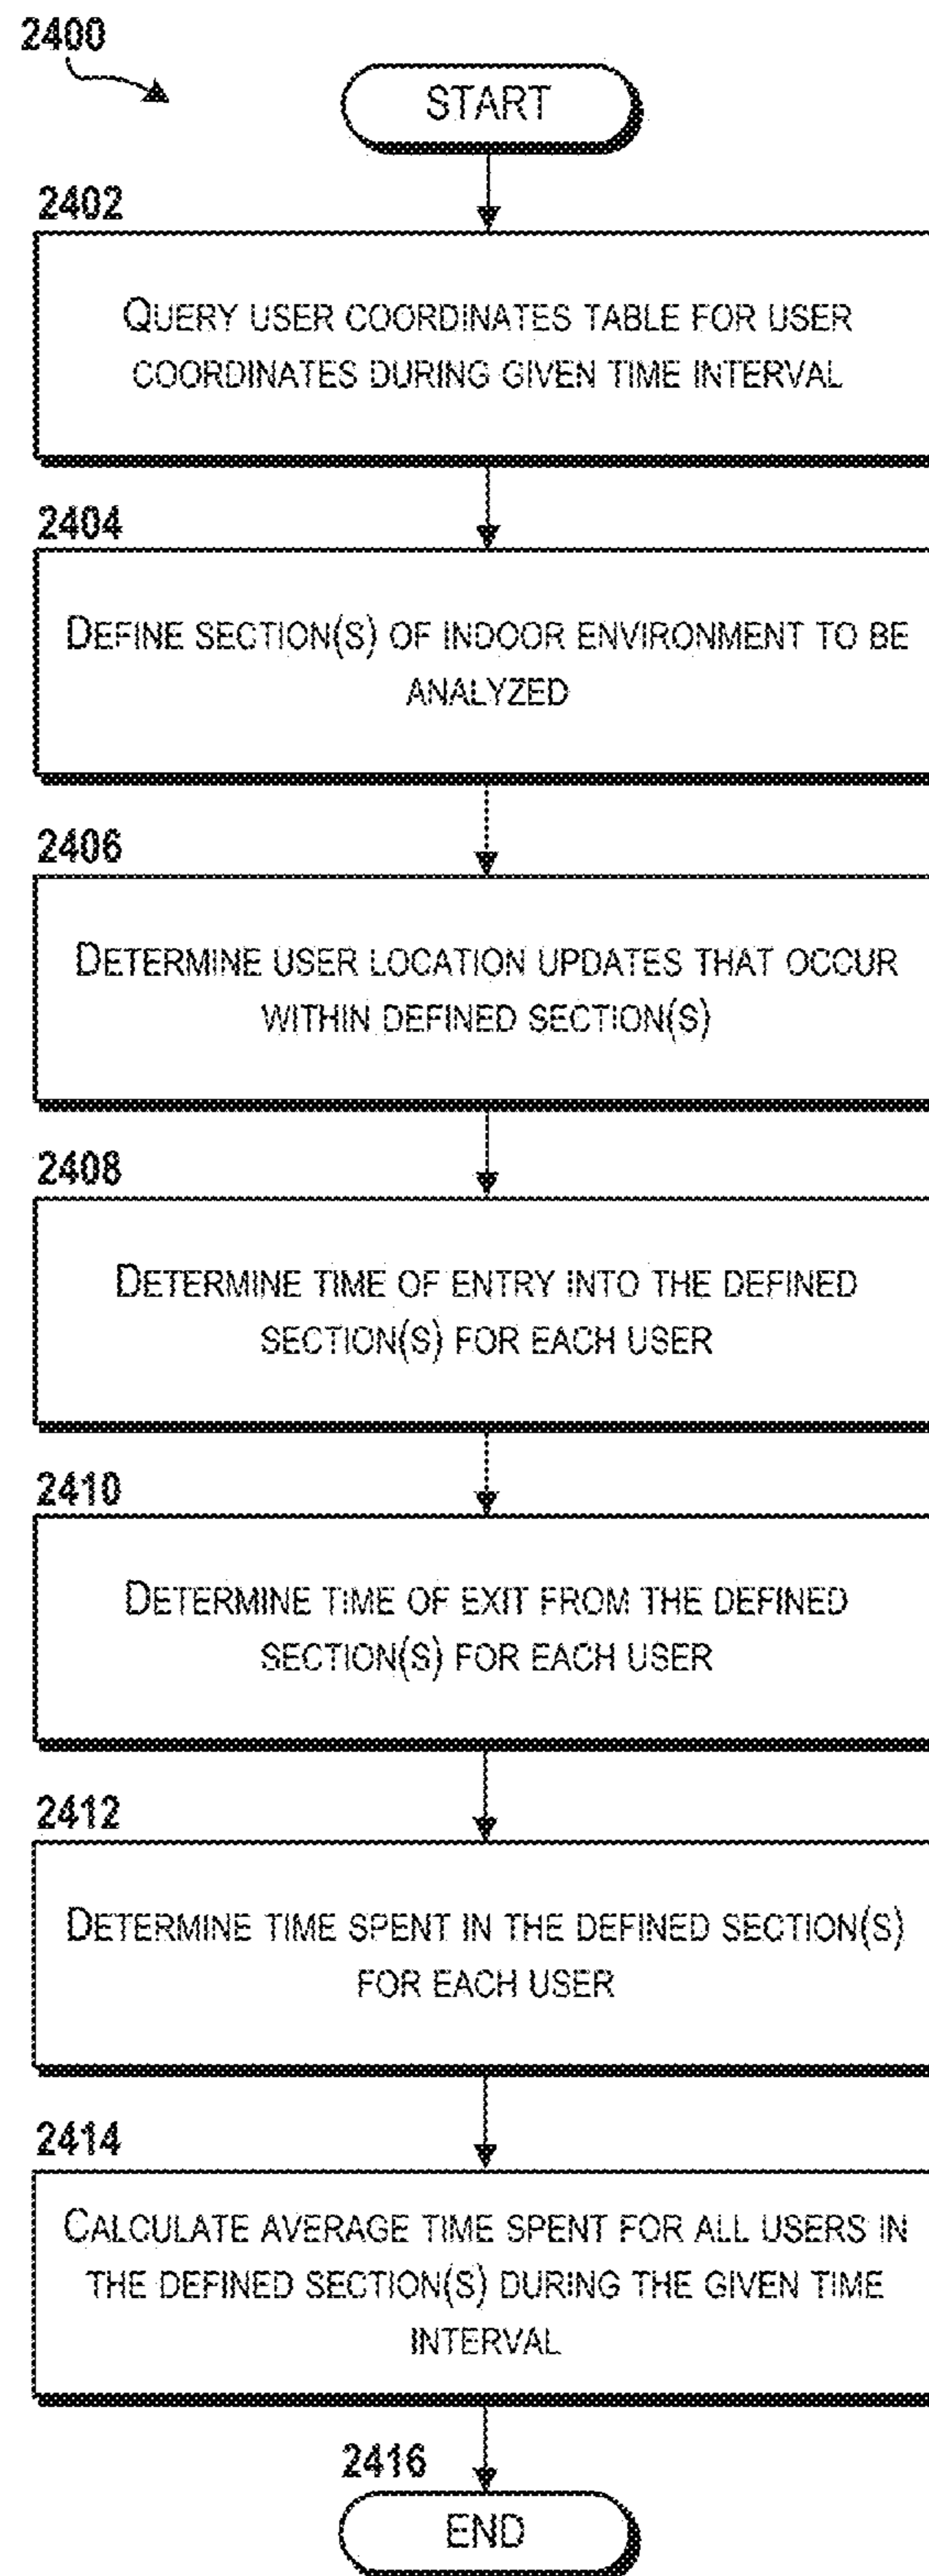 2400
START
2402
QUERY USER COORDINATES TABLE FOR USER
COORDINATES DURING GIVEN TIME INTERVAL
2404
DEFINE SECTION(S) OF INDOOR ENVIRONMENT TO BE
ANALYZED
2406
DETERMINE USER LOCATION UPDATES THAT OCCUR
WITHIN DEFINED SECTION(S)
2408
DETERMINE TIME OF ENTRY INTO THE DEFINED
SECTION(S) FOR EACH USER
2410
DETERMINE TIME OF EXIT FROM THE DEFINED
SECTION(S) FOR EACH USER
2412
DETERMINE TIME SPENT IN THE DEFINED SECTION(S)
FOR EACH USER
2414
CALCULATE AVERAGE TIME SPENT FOR ALL USERS IN
THE DEFINED SECTION(S) DURING THE GIVEN TIME
INTERVAL
2416
END